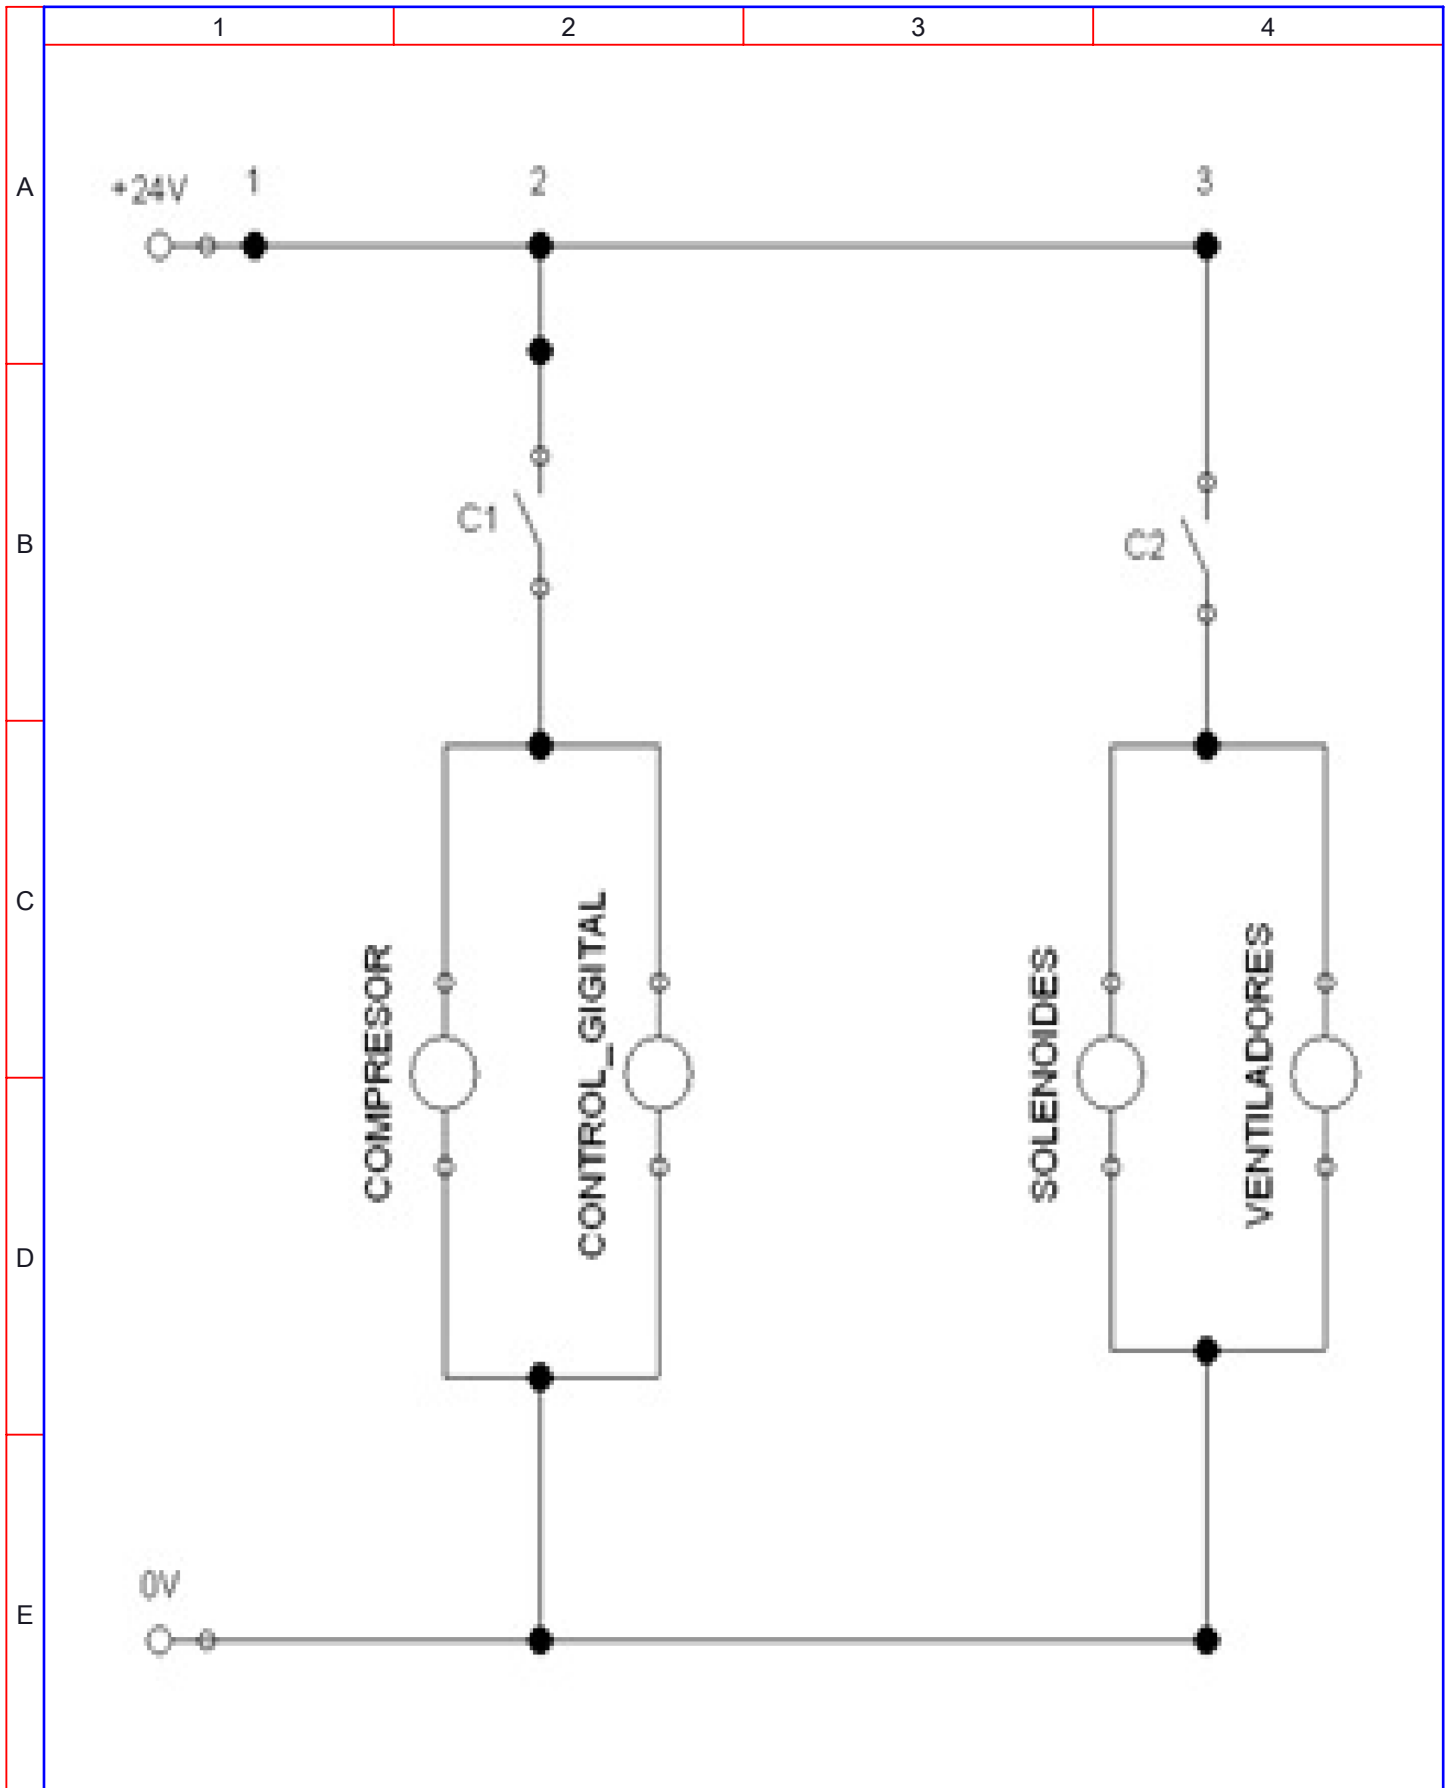 1 2 3 4
A
+24V 1 2 3
B
C1
C2
C
COMPRESOR
CONTROL_GIGITAL
SOLENOIDES
VENTILADORES
D
0V
E